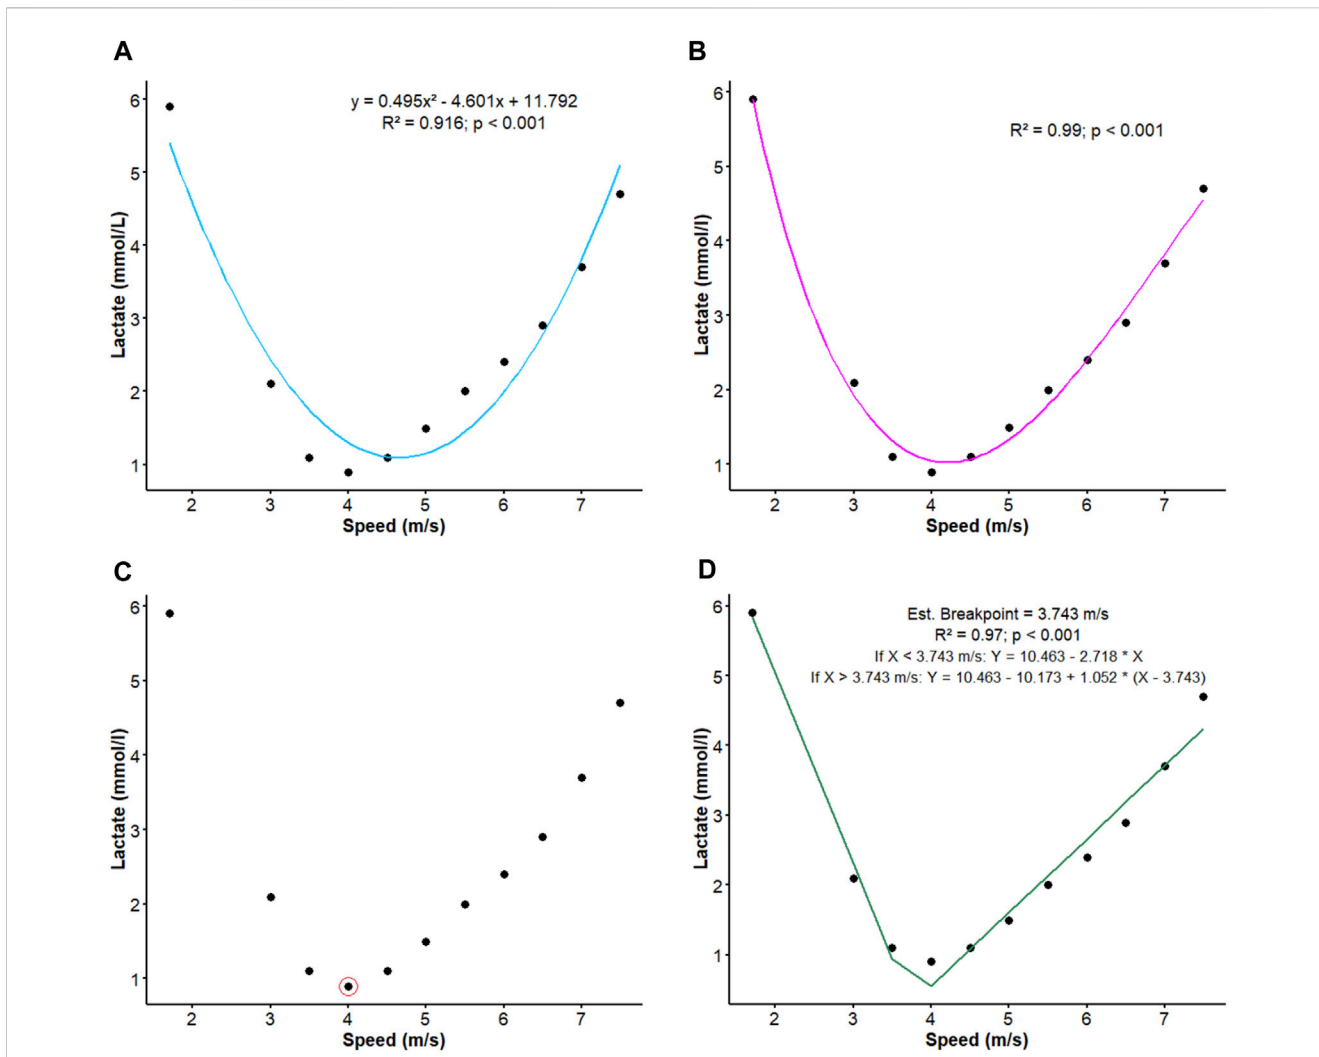 A
y = 0.495x² - 4.601x + 11.792
R² = 0.916; p < 0.001
Lactate (mmol/L)
6
5
4
3
2
1
2 3 4 5 6 7
Speed (m/s)
B
R² = 0.99; p < 0.001
Lactate (mmol/l)
6
5
4
3
2
1
2 3 4 5 6 7
Speed (m/s)
C
Lactate (mmol/l)
6
5
4
3
2
1
2 3 4 5 6 7
Speed (m/s)
D
Est. Breakpoint = 3.743 m/s
R² = 0.97; p < 0.001
If X < 3.743 m/s: Y = 10.463 - 2.718 * X
If X > 3.743 m/s: Y = 10.463 - 10.173 + 1.052 * (X - 3.743)
Lactate (mmol/l)
6
5
4
3
2
1
2 3 4 5 6 7
Speed (m/s)